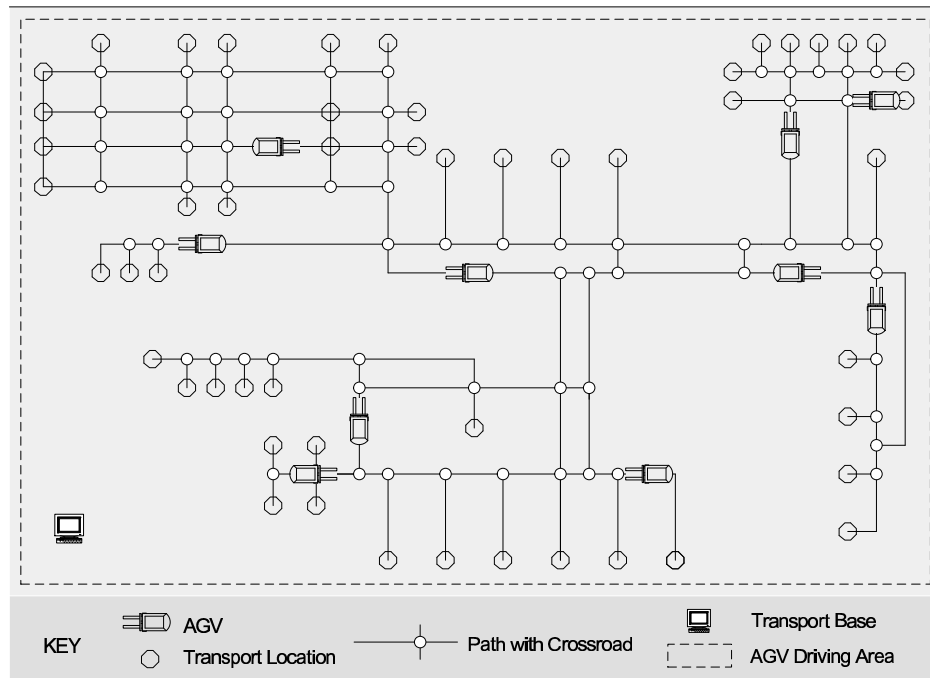 KEY
AGV
Transport Location
Path with Crossroad
Transport Base
AGV Driving Area